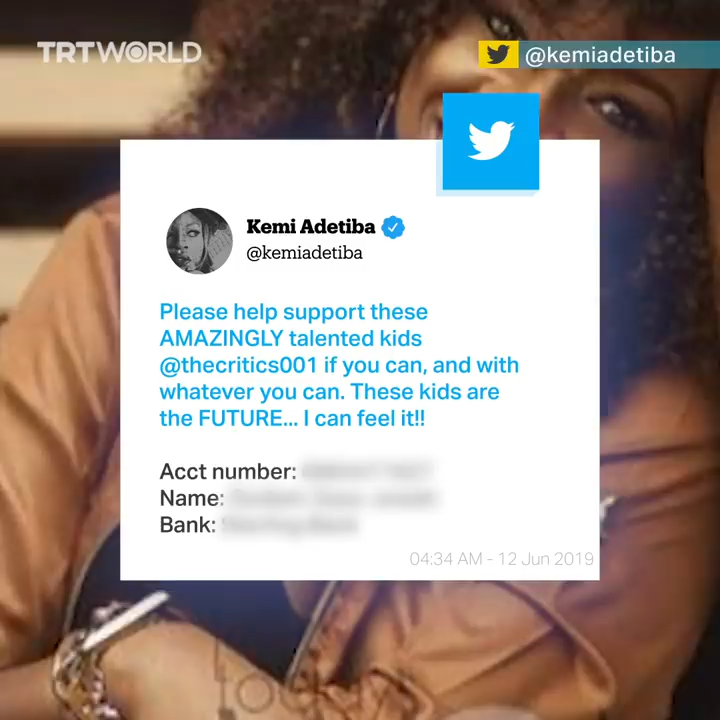 TRT WORLD
@kemiadetiba
Kemi Adetiba
@kemiadetiba
Please help support these
AMAZINGLY talented kids
@thecritics001 if you can, and with
whatever you can. These kids are
the FUTURE... I can feel it!!
Acct number:
Name:
Bank:
04:34 AM - 12 Jun 2019